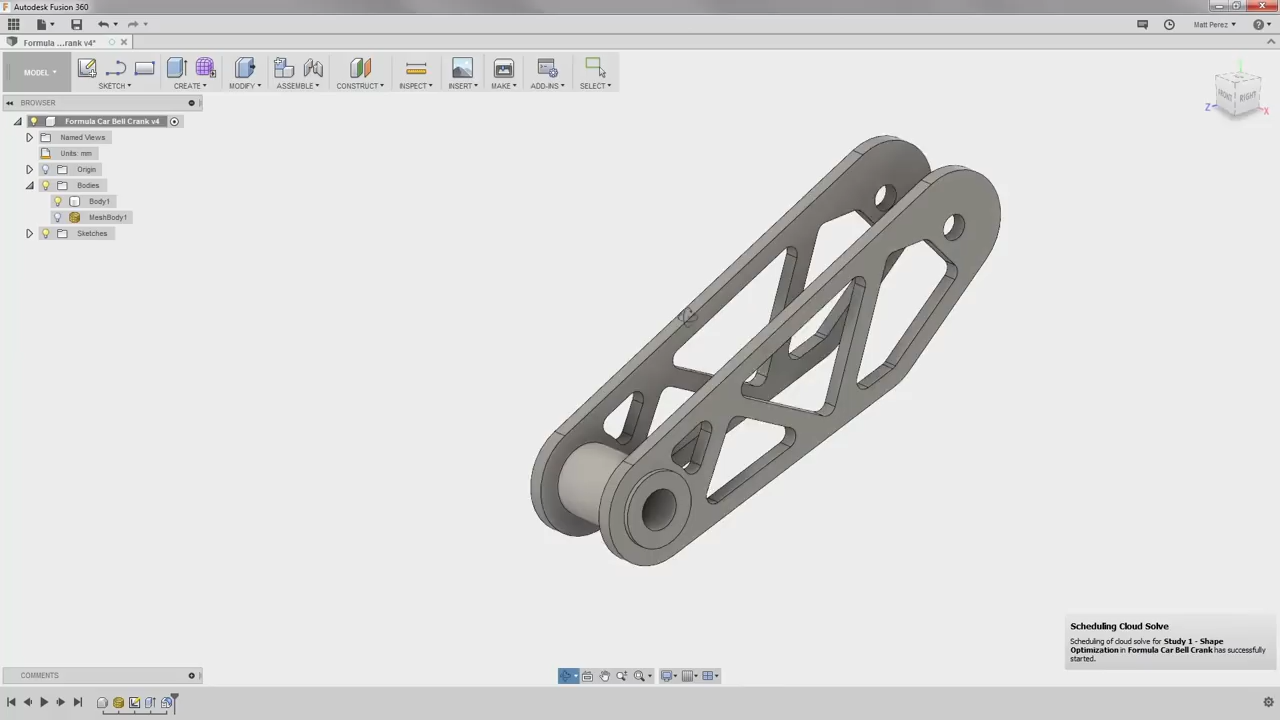 Autodesk Fusion 360
Matt Perez
Formula ...rank v4*
MODEL
SKETCH
CREATE
MODIFY
ASSEMBLE
CONSTRUCT
INSPECT
INSERT
MAKE
ADD-INS
SELECT
BROWSER
Formula Car Bell Crank v4
Named Views
Units: mm
Origin
Bodies
Body1
MeshBody1
Sketches
FRONT
RIGHT
Z
X
Scheduling Cloud Solve
Scheduling of cloud solve for Study 1 - Shape
Optimization in Formula Car Bell Crank has successfully
started.
COMMENTS